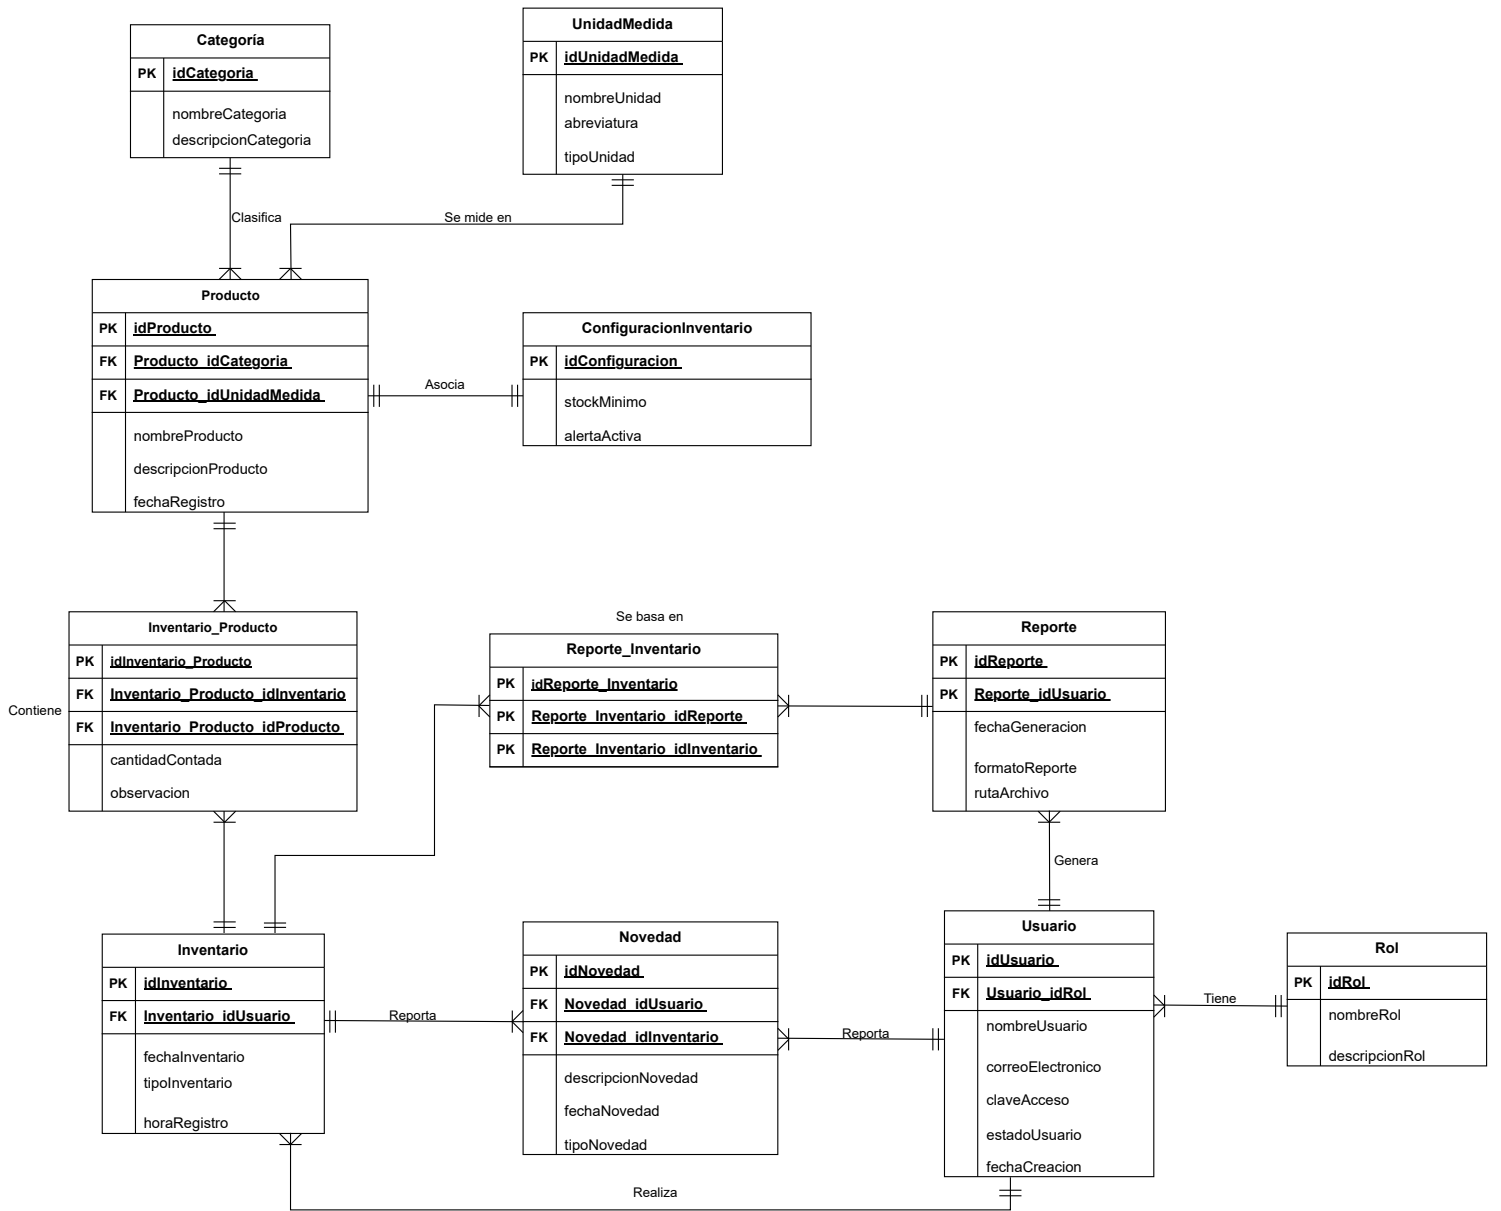 Categoría
PK idCategoria
nombreCategoria
descripcionCategoria
UnidadMedida
PK idUnidadMedida
nombreUnidad
abreviatura
tipoUnidad
Clasifica
Se mide en
Producto
PK idProducto
FK Producto_idCategoria
FK Producto_idUnidadMedida
nombreProducto
descripcionProducto
fechaRegistro
Asocia
ConfiguracionInventario
PK idConfiguracion
stockMinimo
alertaActiva
Contiene
Inventario_Producto
PK idInventario_Producto
FK Inventario_Producto_idInventario
FK Inventario_Producto_idProducto
cantidadContada
observacion
Se basa en
Reporte_Inventario
PK idReporte_Inventario
PK Reporte_Inventario_idReporte
PK Reporte_Inventario_idInventario
Reporte
PK idReporte
PK Reporte_idUsuario
fechaGeneracion
formatoReporte
rutaArchivo
Genera
Inventario
PK idInventario
FK Inventario_idUsuario
fechaInventario
tipoInventario
horaRegistro
Reporta
Novedad
PK idNovedad
FK Novedad_idUsuario
FK Novedad_idInventario
descripcionNovedad
fechaNovedad
tipoNovedad
Reporta
Usuario
PK idUsuario
FK Usuario_idRol
nombreUsuario
correoElectronico
claveAcceso
estadoUsuario
fechaCreacion
Tiene
Rol
PK idRol
nombreRol
descripcionRol
Realiza